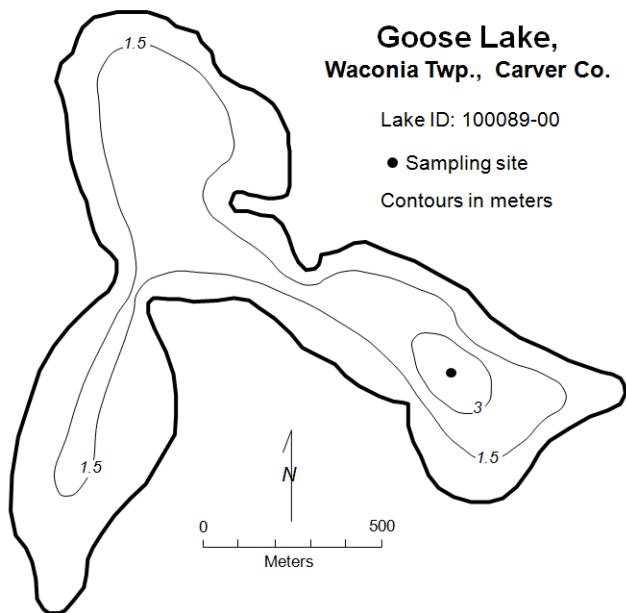 Goose Lake,
Waconia Twp., Carver Co.
Lake ID: 100089-00
Sampling site
Contours in meters
1.5
3
1.5
1.5
N
0 500
Meters